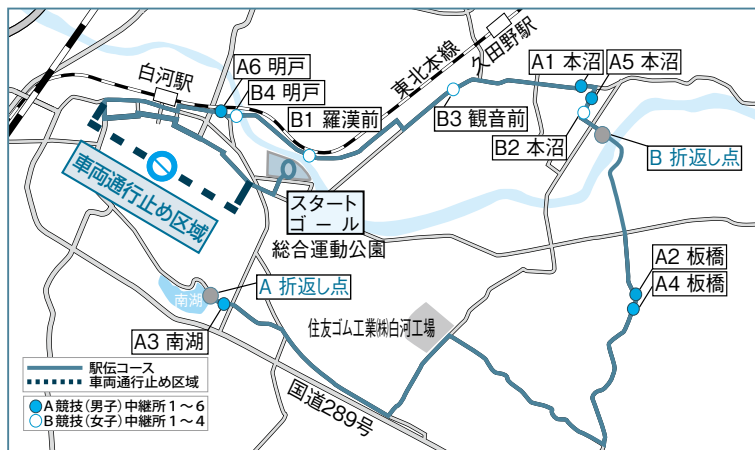 白河駅
A6 明戸
B4 明戸
B1 羅漢前
東北本線
久田野駅
A1 本沼
A5 本沼
B3 観音前
B2 本沼
B 折返し点
車両通行止め区域
スタート
ゴール
総合運動公園
A2 板橋
A4 板橋
A 折返し点
南湖
A3 南湖
住友ゴム工業㈱白河工場
国道289号
駅伝コース
車両通行止め区域
A競技(男子)中継所1～6
B競技(女子)中継所1～4